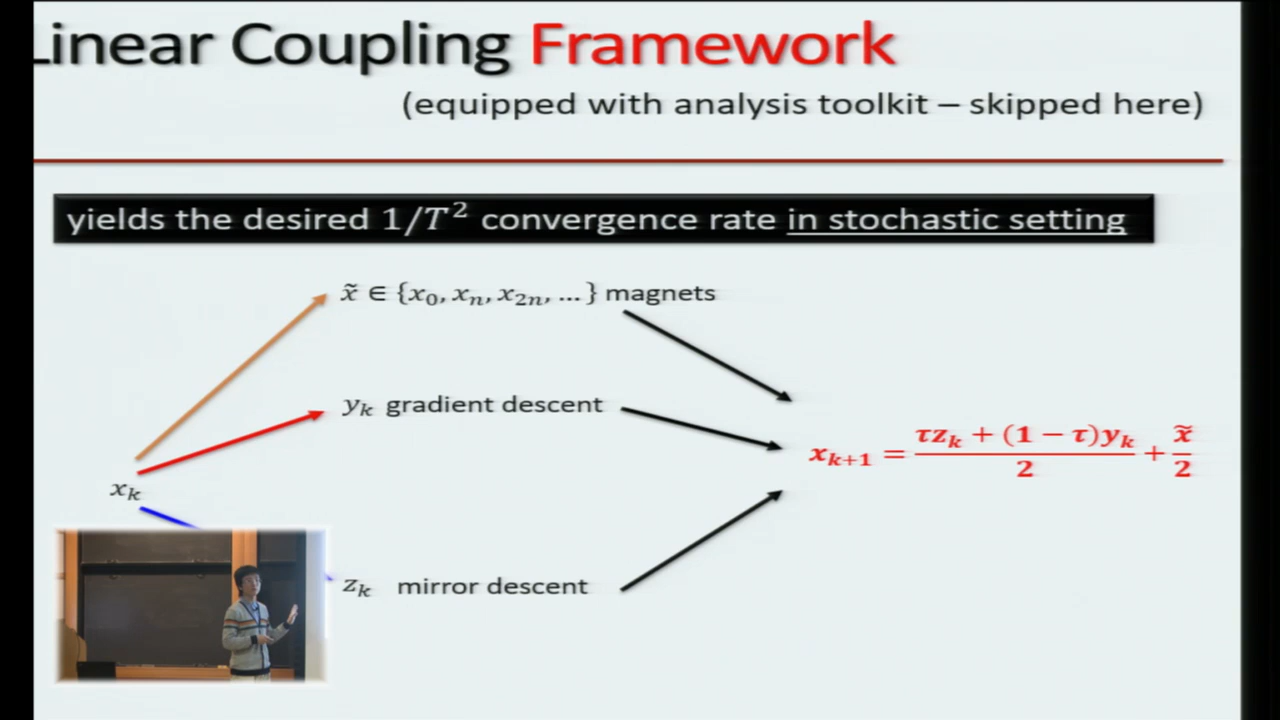 Linear Coupling Framework
(equipped with analysis toolkit – skipped here)
yields the desired 1/T² convergence rate in stochastic setting
x̃ ∈ {x₀, xₙ, x₂ₙ, … } magnets
yₖ gradient descent
xₖ₊₁ = (τzₖ + (1 − τ)yₖ)/2 + x̃/2
xₖ
zₖ mirror descent